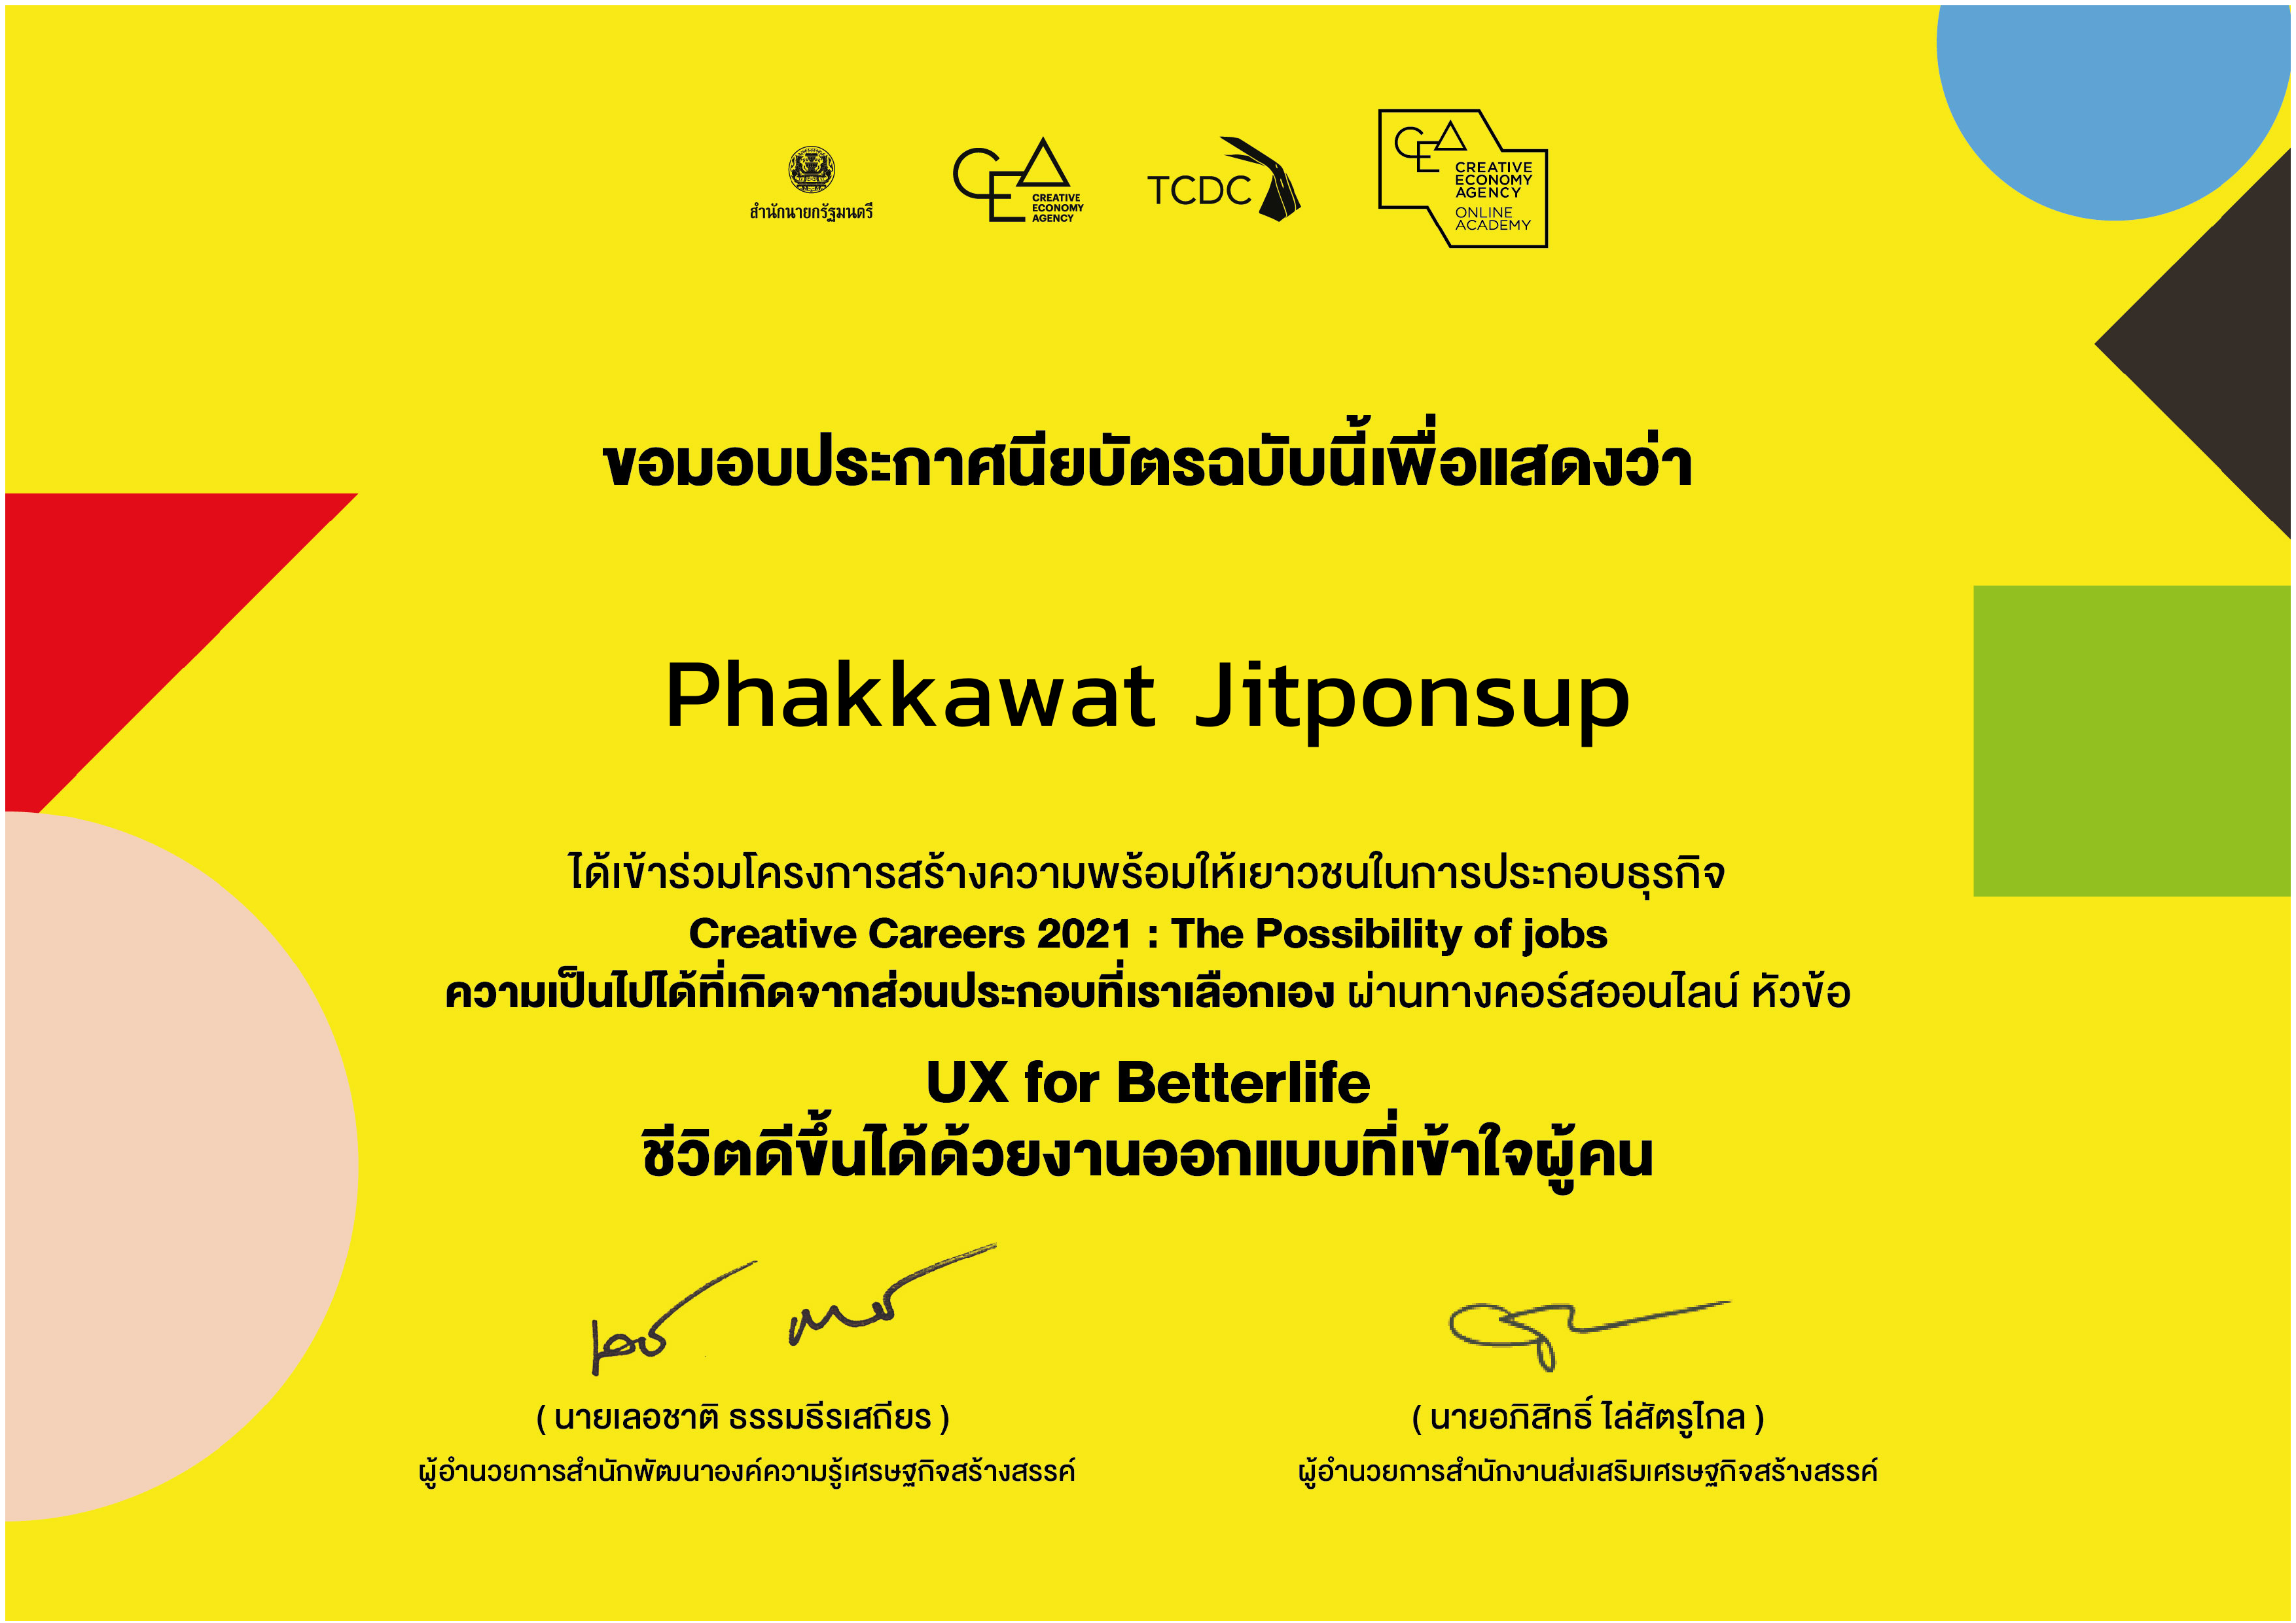 สำนักนายกรัฐมนตรี
CEA
CREATIVE
ECONOMY
AGENCY
TCDC
CEA
CREATIVE
ECONOMY
AGENCY
ONLINE
ACADEMY
ขอมอบประกาศนียบัตรฉบับนี้เพื่อแสดงว่า
Phakkawat Jitponsup
ได้เข้าร่วมโครงการสร้างความพร้อมให้เยาวชนในการประกอบธุรกิจ
Creative Careers 2021 : The Possibility of jobs
ความเป็นไปได้ที่เกิดจากส่วนประกอบที่เราเลือกเอง ผ่านทางคอร์สออนไลน์ หัวข้อ
UX for Betterlife
ชีวิตดีขึ้นได้ด้วยงานออกแบบที่เข้าใจผู้คน
( นายเลอชาติ ธรรมธีรเสถียร )
ผู้อำนวยการสำนักพัฒนาองค์ความรู้เศรษฐกิจสร้างสรรค์
( นายอภิสิทธิ์ ไล่สัตรูไกล )
ผู้อำนวยการสำนักงานส่งเสริมเศรษฐกิจสร้างสรรค์